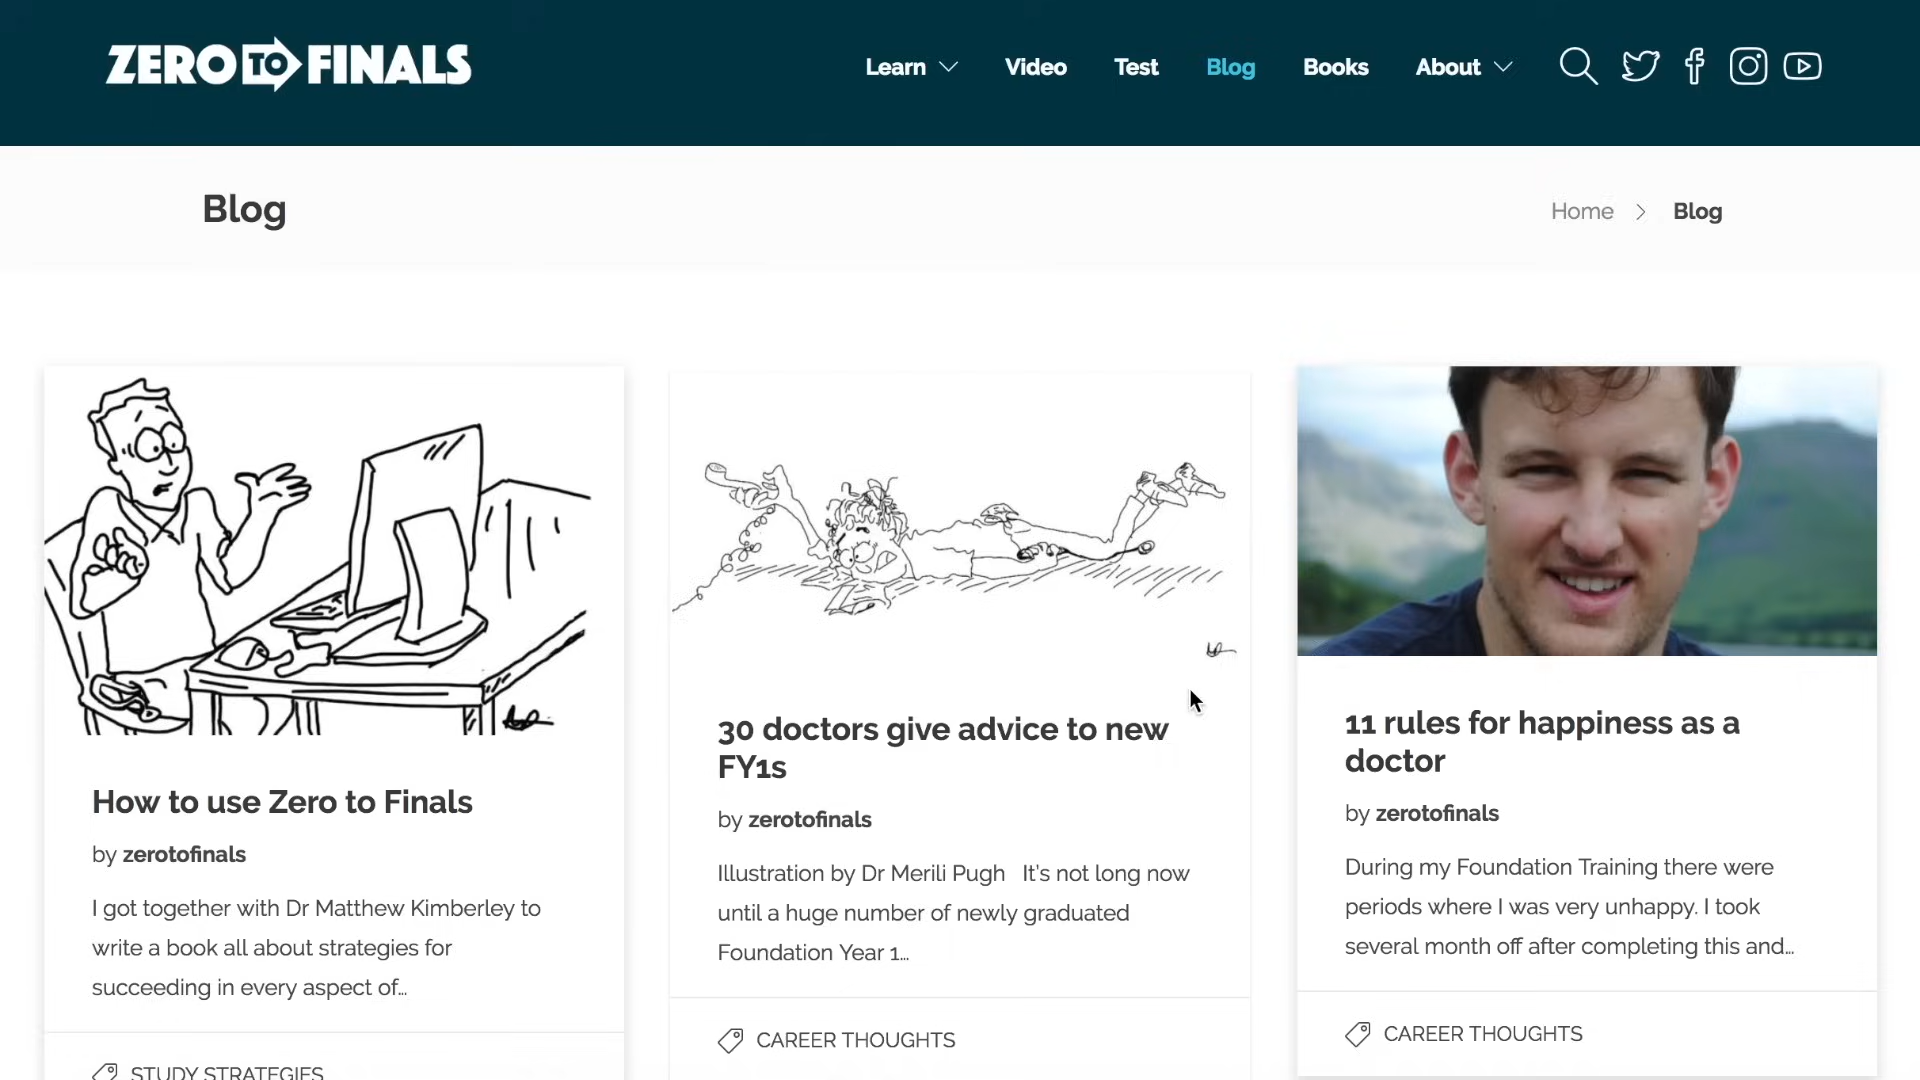 ZERO TO FINALS
Learn Video Test Blog Books About
Blog
Home > Blog
How to use Zero to Finals
by zerotofinals
I got together with Dr Matthew Kimberley to
write a book all about strategies for
succeeding in every aspect of...
STUDY STRATEGIES
30 doctors give advice to new
FY1s
by zerotofinals
Illustration by Dr Merili Pugh It's not long now
until a huge number of newly graduated
Foundation Year 1...
CAREER THOUGHTS
11 rules for happiness as a
doctor
by zerotofinals
During my Foundation Training there were
periods where I was very unhappy. I took
several month off after completing this and...
CAREER THOUGHTS